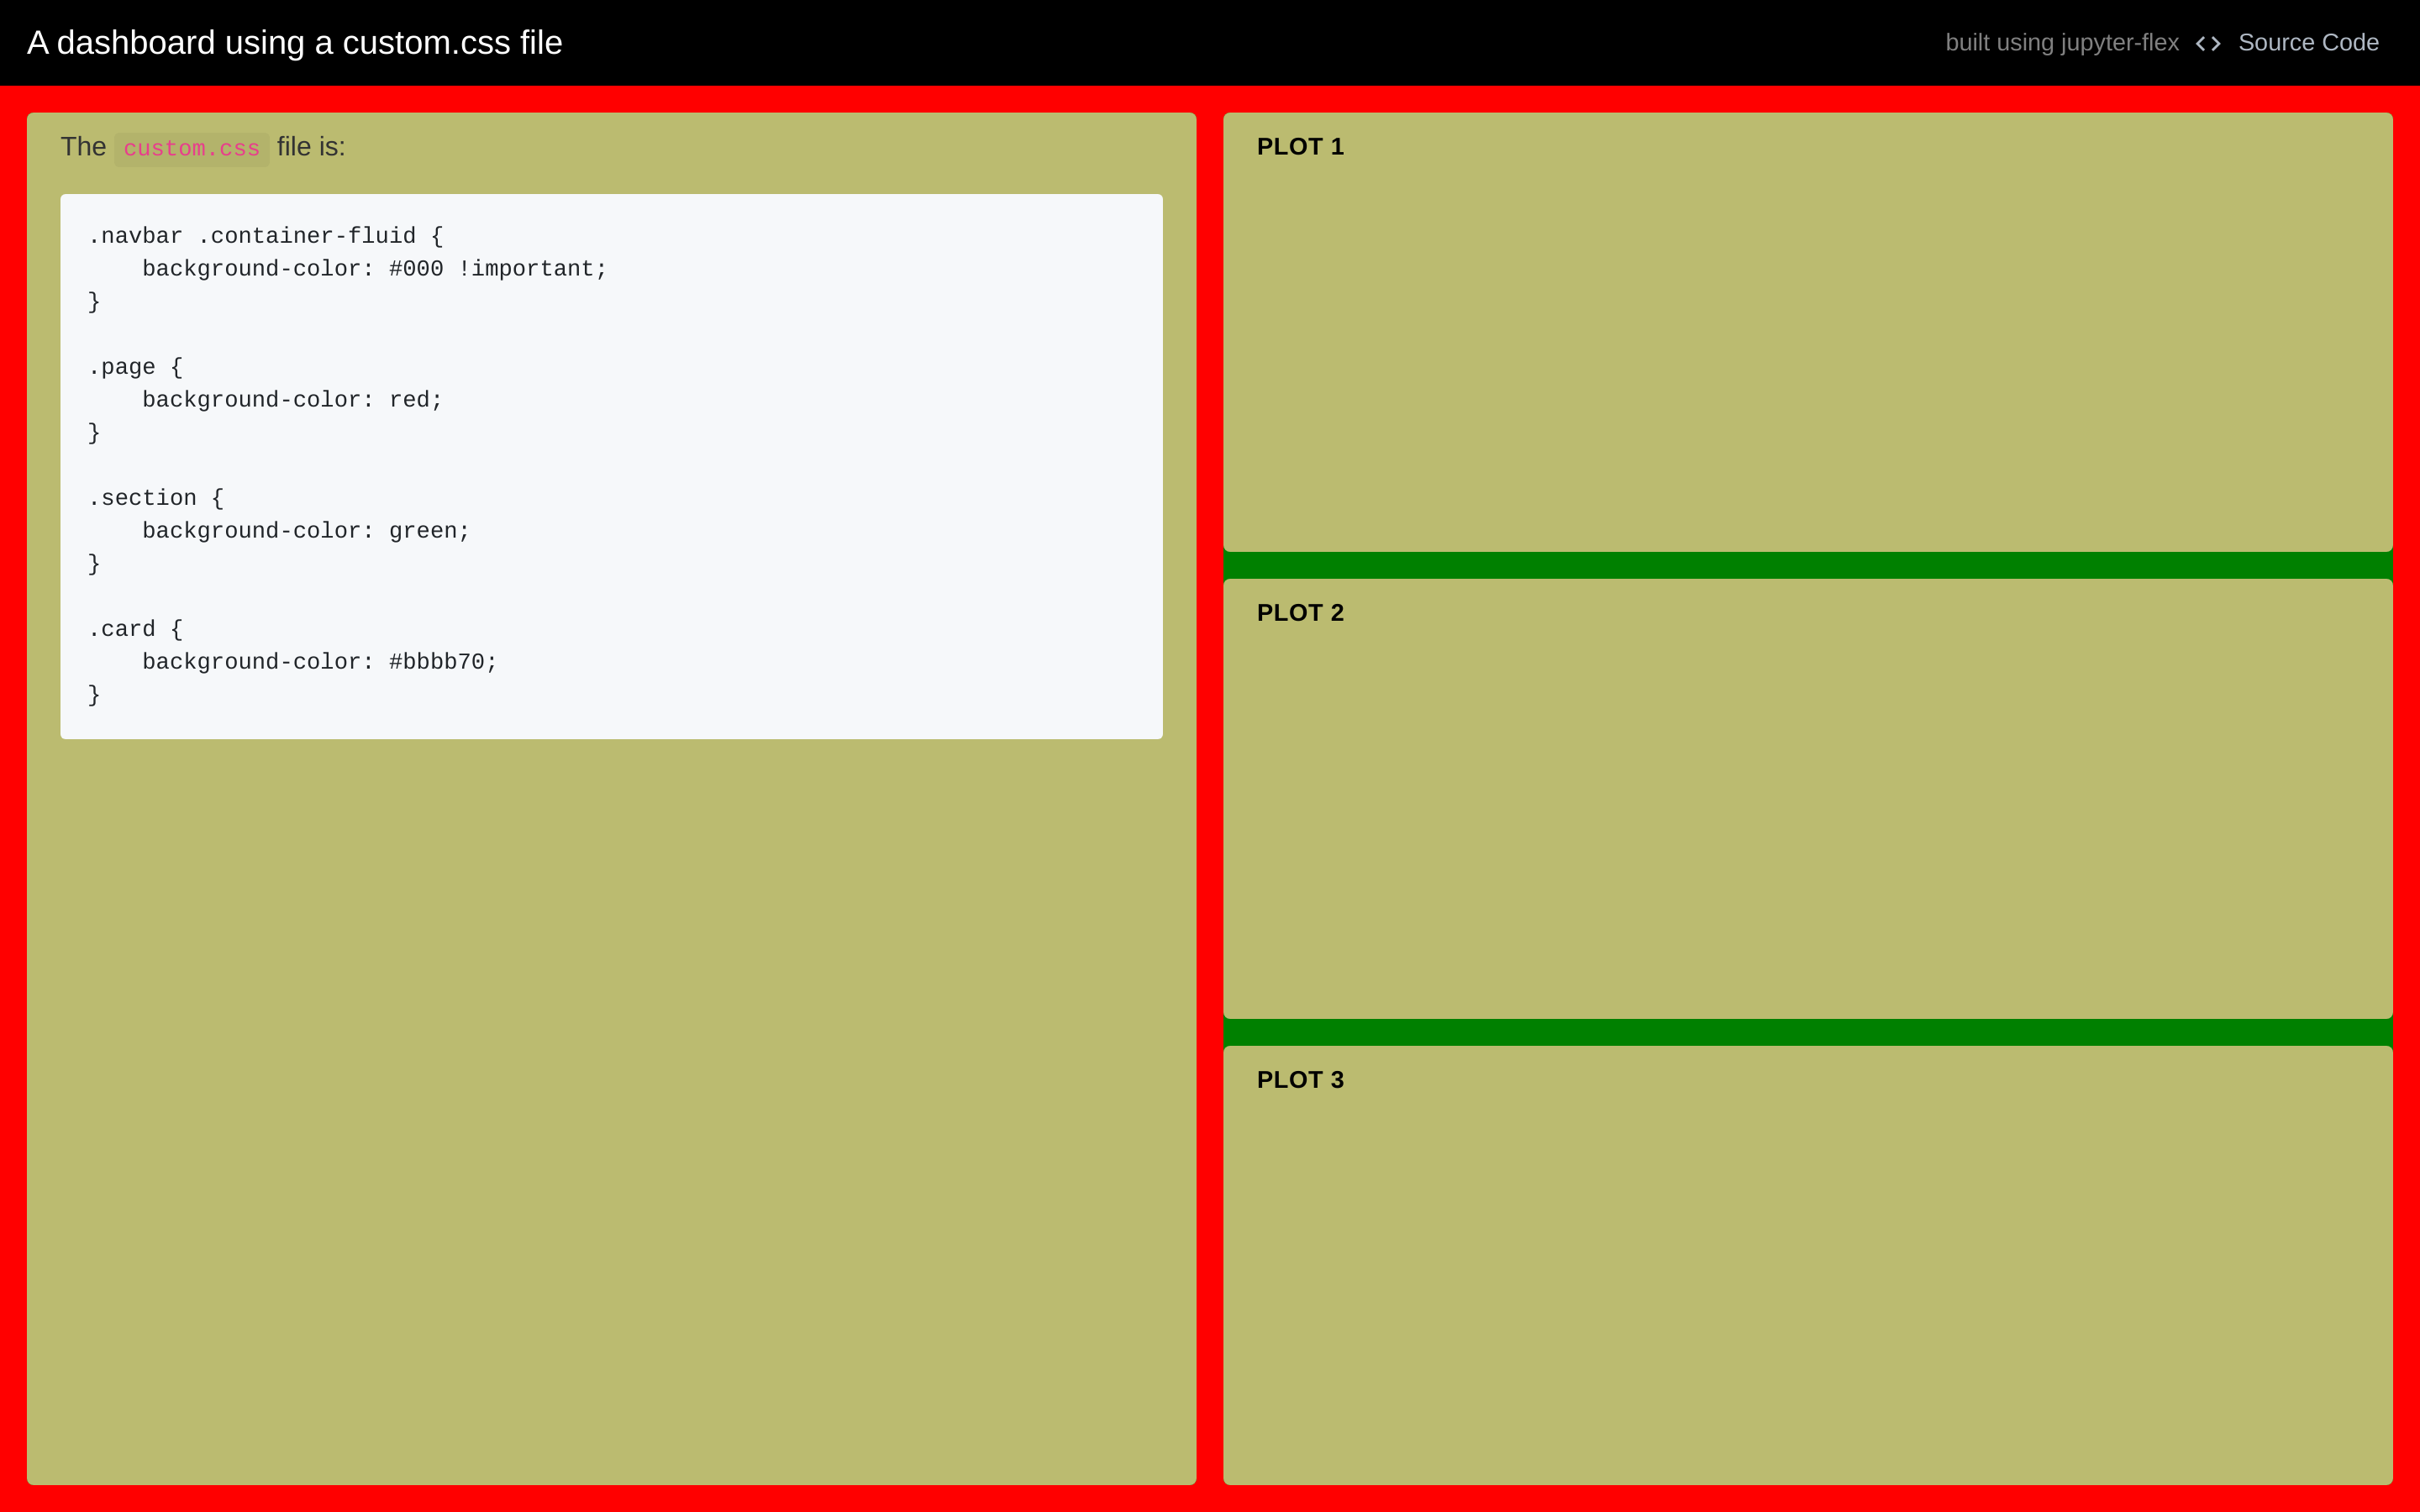 A dashboard using a custom.css file
built using jupyter-flex <> Source Code
The custom.css file is:
.navbar .container-fluid {
    background-color: #000 !important;
}
.page {
    background-color: red;
}
.section {
    background-color: green;
}
.card {
    background-color: #bbbb70;
}
PLOT 1
PLOT 2
PLOT 3